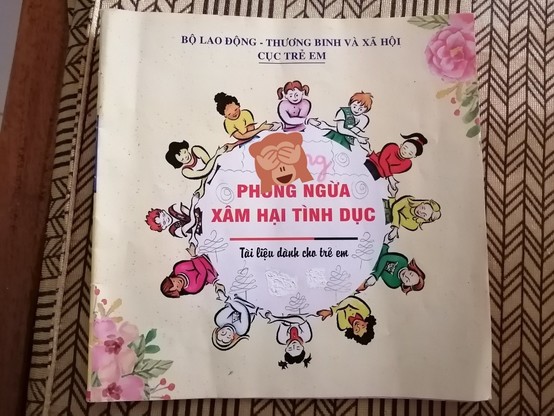 BỘ LAO ĐỘNG - THƯƠNG BINH VÀ XÃ HỘI
CỤC TRẺ EM
ng
PHÒNG NGỪA
XÂM HẠI TÌNH DỤC
Tài liệu dành cho trẻ em